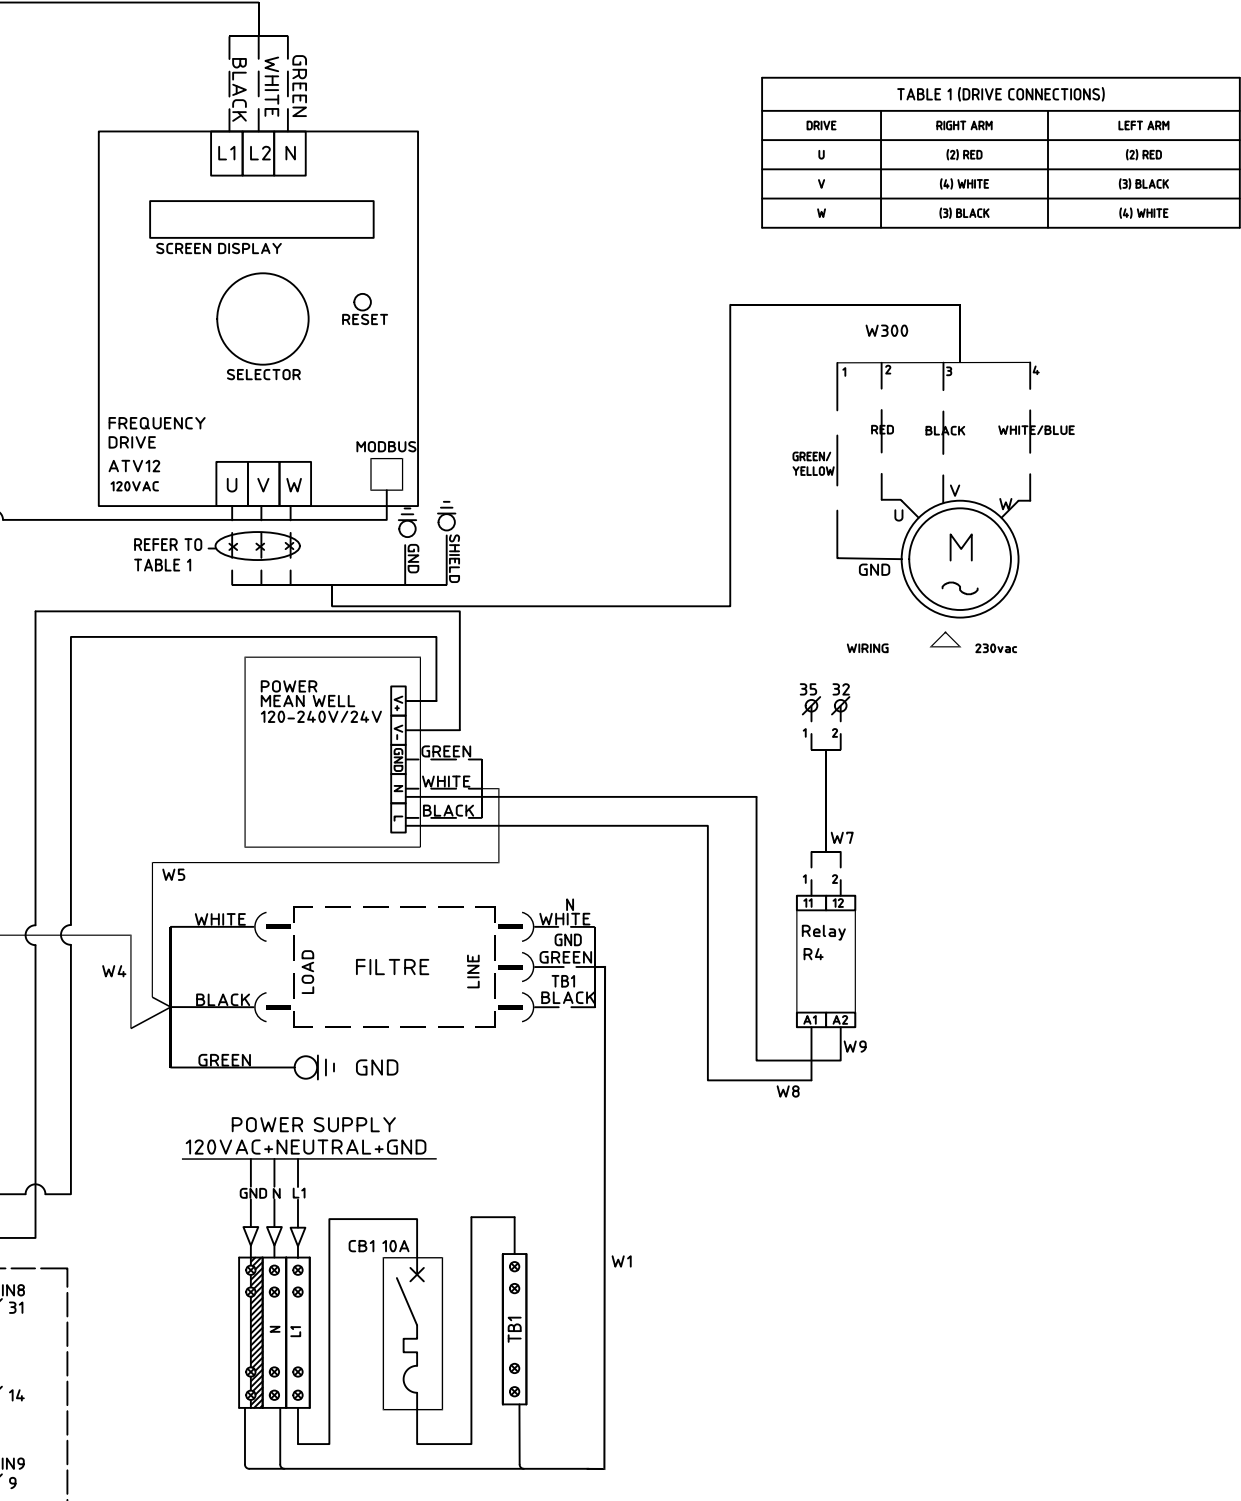 BLACK
WHITE
GREEN
L1 L2 N
SCREEN DISPLAY
RESET
SELECTOR
FREQUENCY
DRIVE
ATV12
120VAC
MODBUS
U V W
REFER TO
TABLE 1
GND
SHIELD
TABLE 1 (DRIVE CONNECTIONS)
DRIVE RIGHT ARM LEFT ARM
U (2) RED (2) RED
V (4) WHITE (3) BLACK
W (3) BLACK (4) WHITE
W300
1 2 3 4
RED BLACK WHITE/BLUE
GREEN/
YELLOW
U V W
M
GND
WIRING 230vac
POWER
MEAN WELL
120-240V/24V
V+
V-
GND
N
L
GREEN
WHITE
BLACK
35 32
1 2
W7
1 2
11 12
Relay
R4
A1 A2
W9
W8
W5
WHITE
W4
BLACK
GREEN
LOAD
FILTRE
LINE
N
WHITE
GND
GREEN
TB1
BLACK
GND
POWER SUPPLY
120VAC+NEUTRAL+GND
GND N L1
N L1
CB1 10A
TB1
W1
IN8
31
14
IN9
9